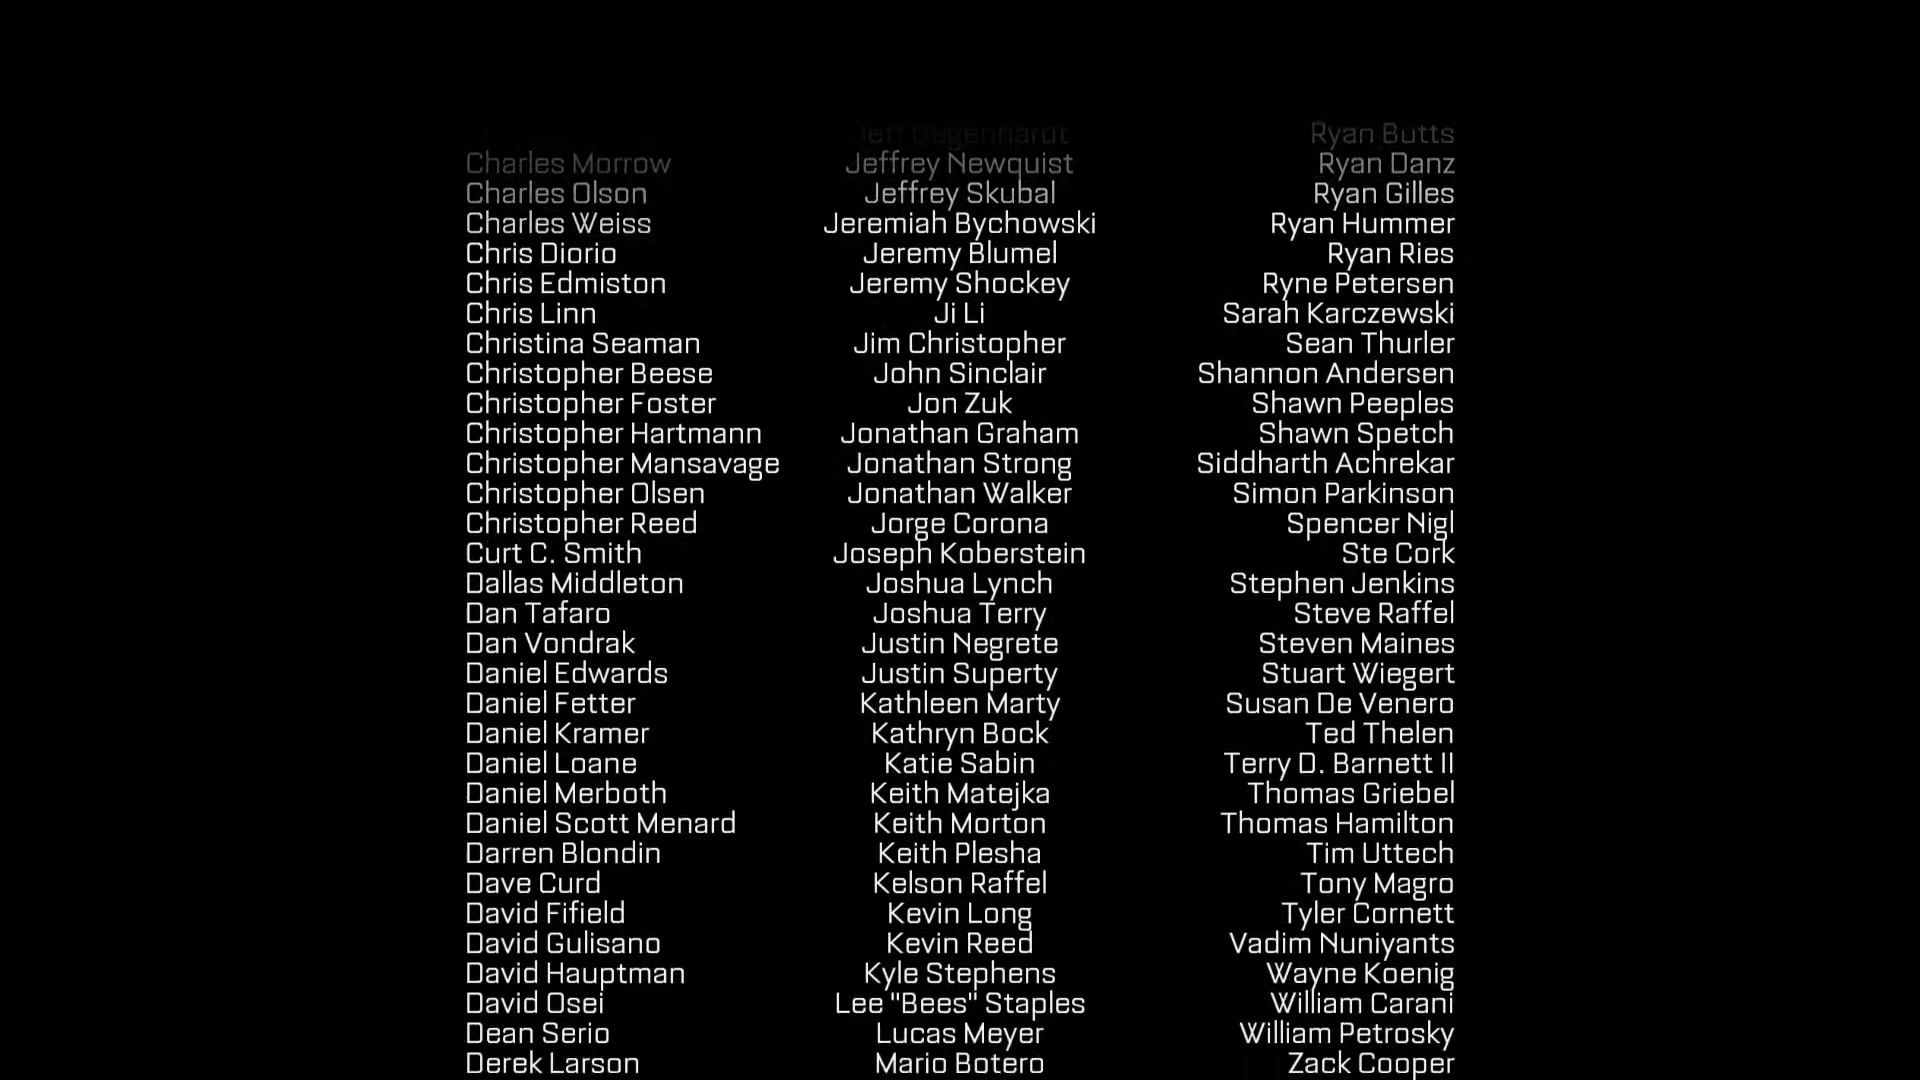 Jeff Degenhardt Ryan Butts
Charles Morrow Jeffrey Newquist Ryan Danz
Charles Olson Jeffrey Skubal Ryan Gilles
Charles Weiss Jeremiah Bychowski Ryan Hummer
Chris Diorio Jeremy Blumel Ryan Ries
Chris Edmiston Jeremy Shockey Ryne Petersen
Chris Linn Ji Li Sarah Karczewski
Christina Seaman Jim Christopher Sean Thurler
Christopher Beese John Sinclair Shannon Andersen
Christopher Foster Jon Zuk Shawn Peeples
Christopher Hartmann Jonathan Graham Shawn Spetch
Christopher Mansavage Jonathan Strong Siddharth Achrekar
Christopher Olsen Jonathan Walker Simon Parkinson
Christopher Reed Jorge Corona Spencer Nigl
Curt C. Smith Joseph Koberstein Ste Cork
Dallas Middleton Joshua Lynch Stephen Jenkins
Dan Tafaro Joshua Terry Steve Raffel
Dan Vondrak Justin Negrete Steven Maines
Daniel Edwards Justin Superty Stuart Wiegert
Daniel Fetter Kathleen Marty Susan De Venero
Daniel Kramer Kathryn Bock Ted Thelen
Daniel Loane Katie Sabin Terry D. Barnett II
Daniel Merboth Keith Matejka Thomas Griebel
Daniel Scott Menard Keith Morton Thomas Hamilton
Darren Blondin Keith Plesha Tim Uttech
Dave Curd Kelson Raffel Tony Magro
David Fifield Kevin Long Tyler Cornett
David Gulisano Kevin Reed Vadim Nuniyants
David Hauptman Kyle Stephens Wayne Koenig
David Osei Lee "Bees" Staples William Carani
Dean Serio Lucas Meyer William Petrosky
Derek Larson Mario Botero Zack Cooper